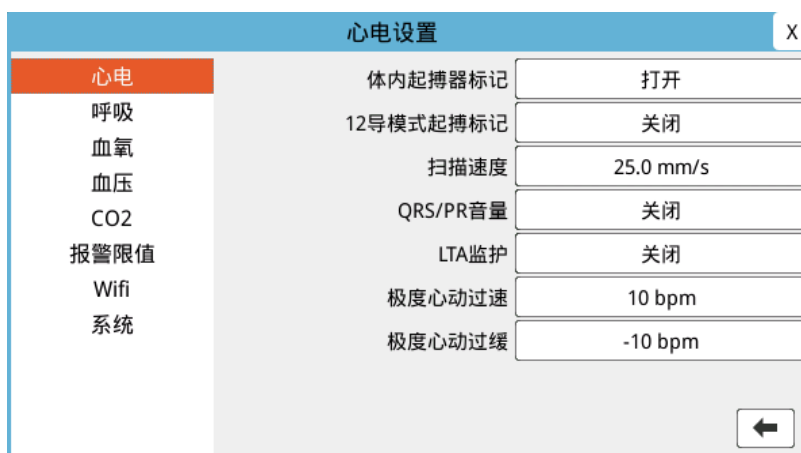 心电设置
X
心电
呼吸
血氧
血压
CO2
报警限值
Wifi
系统
体内起搏器标记 打开
12导模式起搏标记 关闭
扫描速度 25.0 mm/s
QRS/PR音量 关闭
LTA监护 关闭
极度心动过速 10 bpm
极度心动过缓 -10 bpm